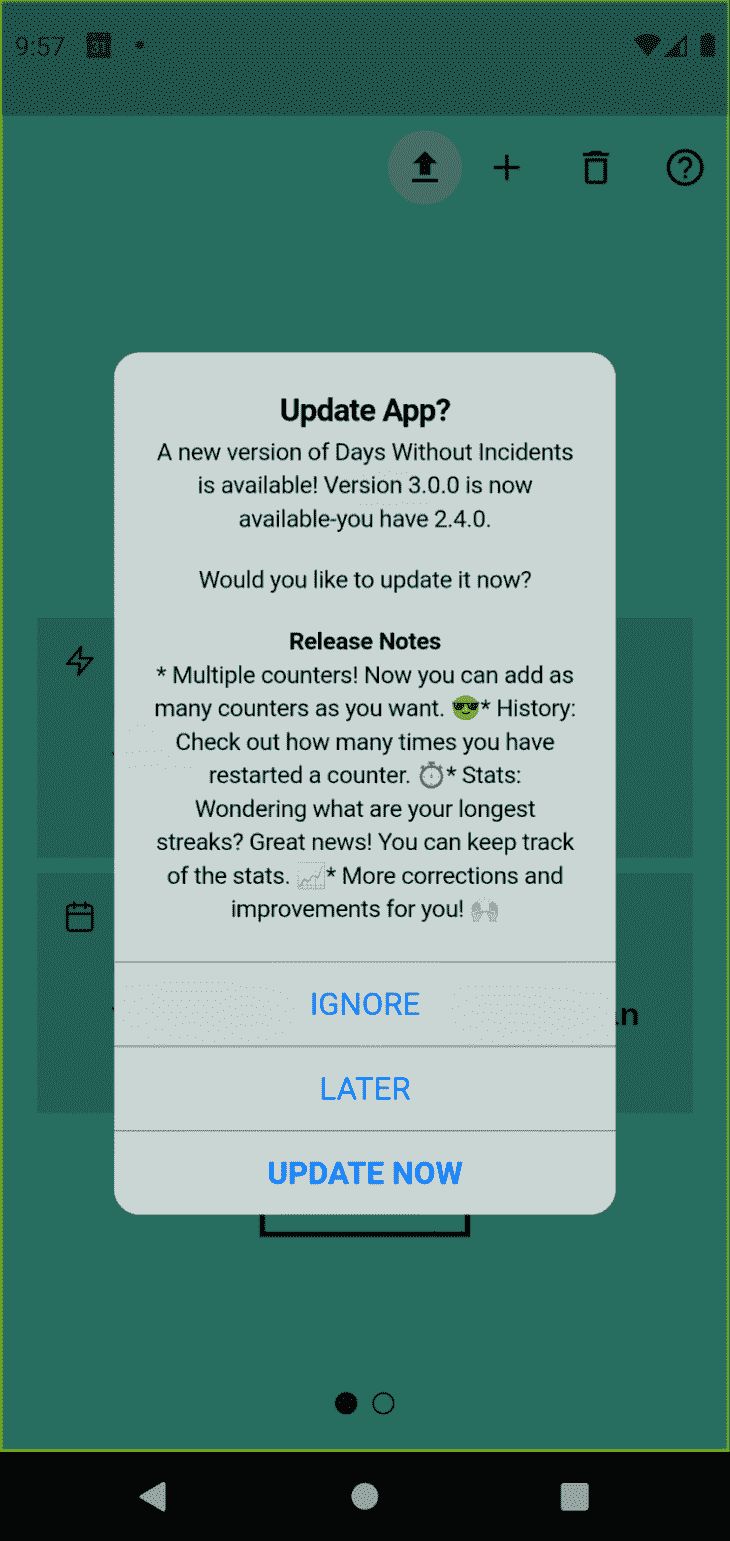 9:57
31
Update App?
A new version of Days Without Incidents
is available! Version 3.0.0 is now
available-you have 2.4.0.
Would you like to update it now?
Release Notes
* Multiple counters! Now you can add as
many counters as you want. 😎* History:
Check out how many times you have
restarted a counter. ⏱* Stats:
Wondering what are your longest
streaks? Great news! You can keep track
of the stats. 📈* More corrections and
improvements for you! 🙌
IGNORE
LATER
UPDATE NOW